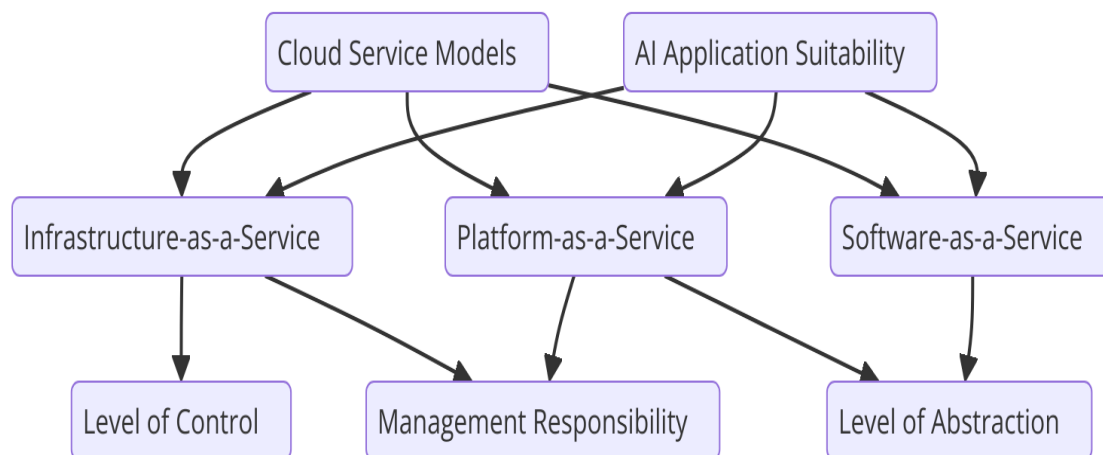 Cloud Service Models
AI Application Suitability
Infrastructure-as-a-Service
Platform-as-a-Service
Software-as-a-Service
Level of Control
Management Responsibility
Level of Abstraction